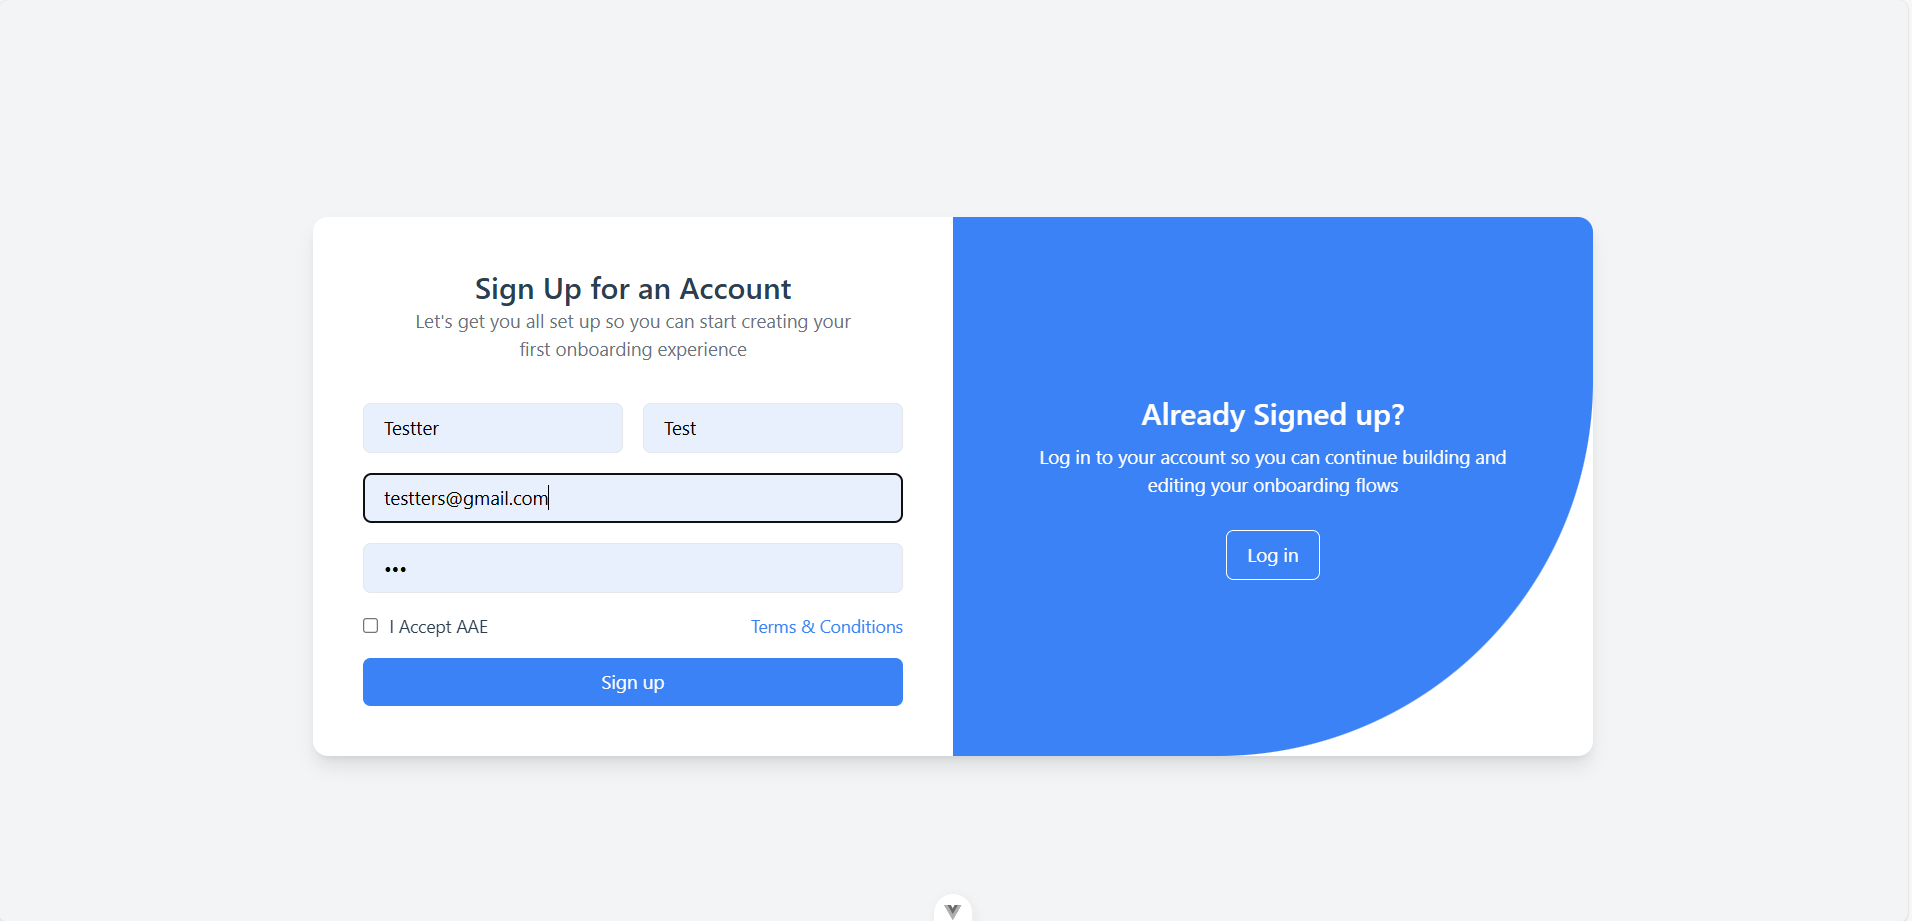 Sign Up for an Account
Let's get you all set up so you can start creating your
first onboarding experience
Testter
Test
testters@gmail.com
•••
I Accept AAE
Terms & Conditions
Sign up
Already Signed up?
Log in to your account so you can continue building and
editing your onboarding flows
Log in